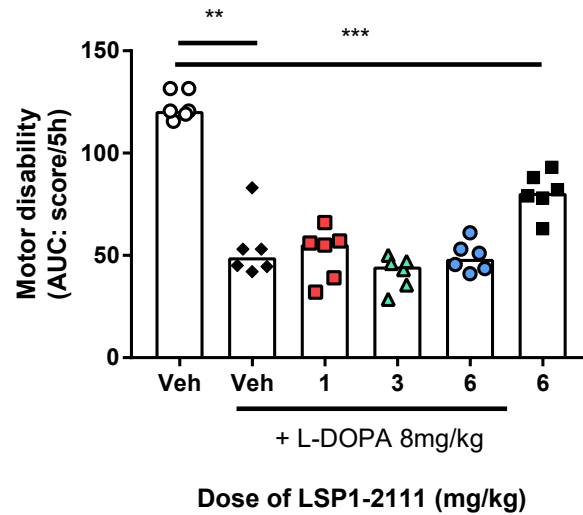 **
***
Motor disability
(AUC: score/5h)
150
100
50
0
Veh Veh 1 3 6 6
+ L-DOPA 8mg/kg
Dose of LSP1-2111 (mg/kg)